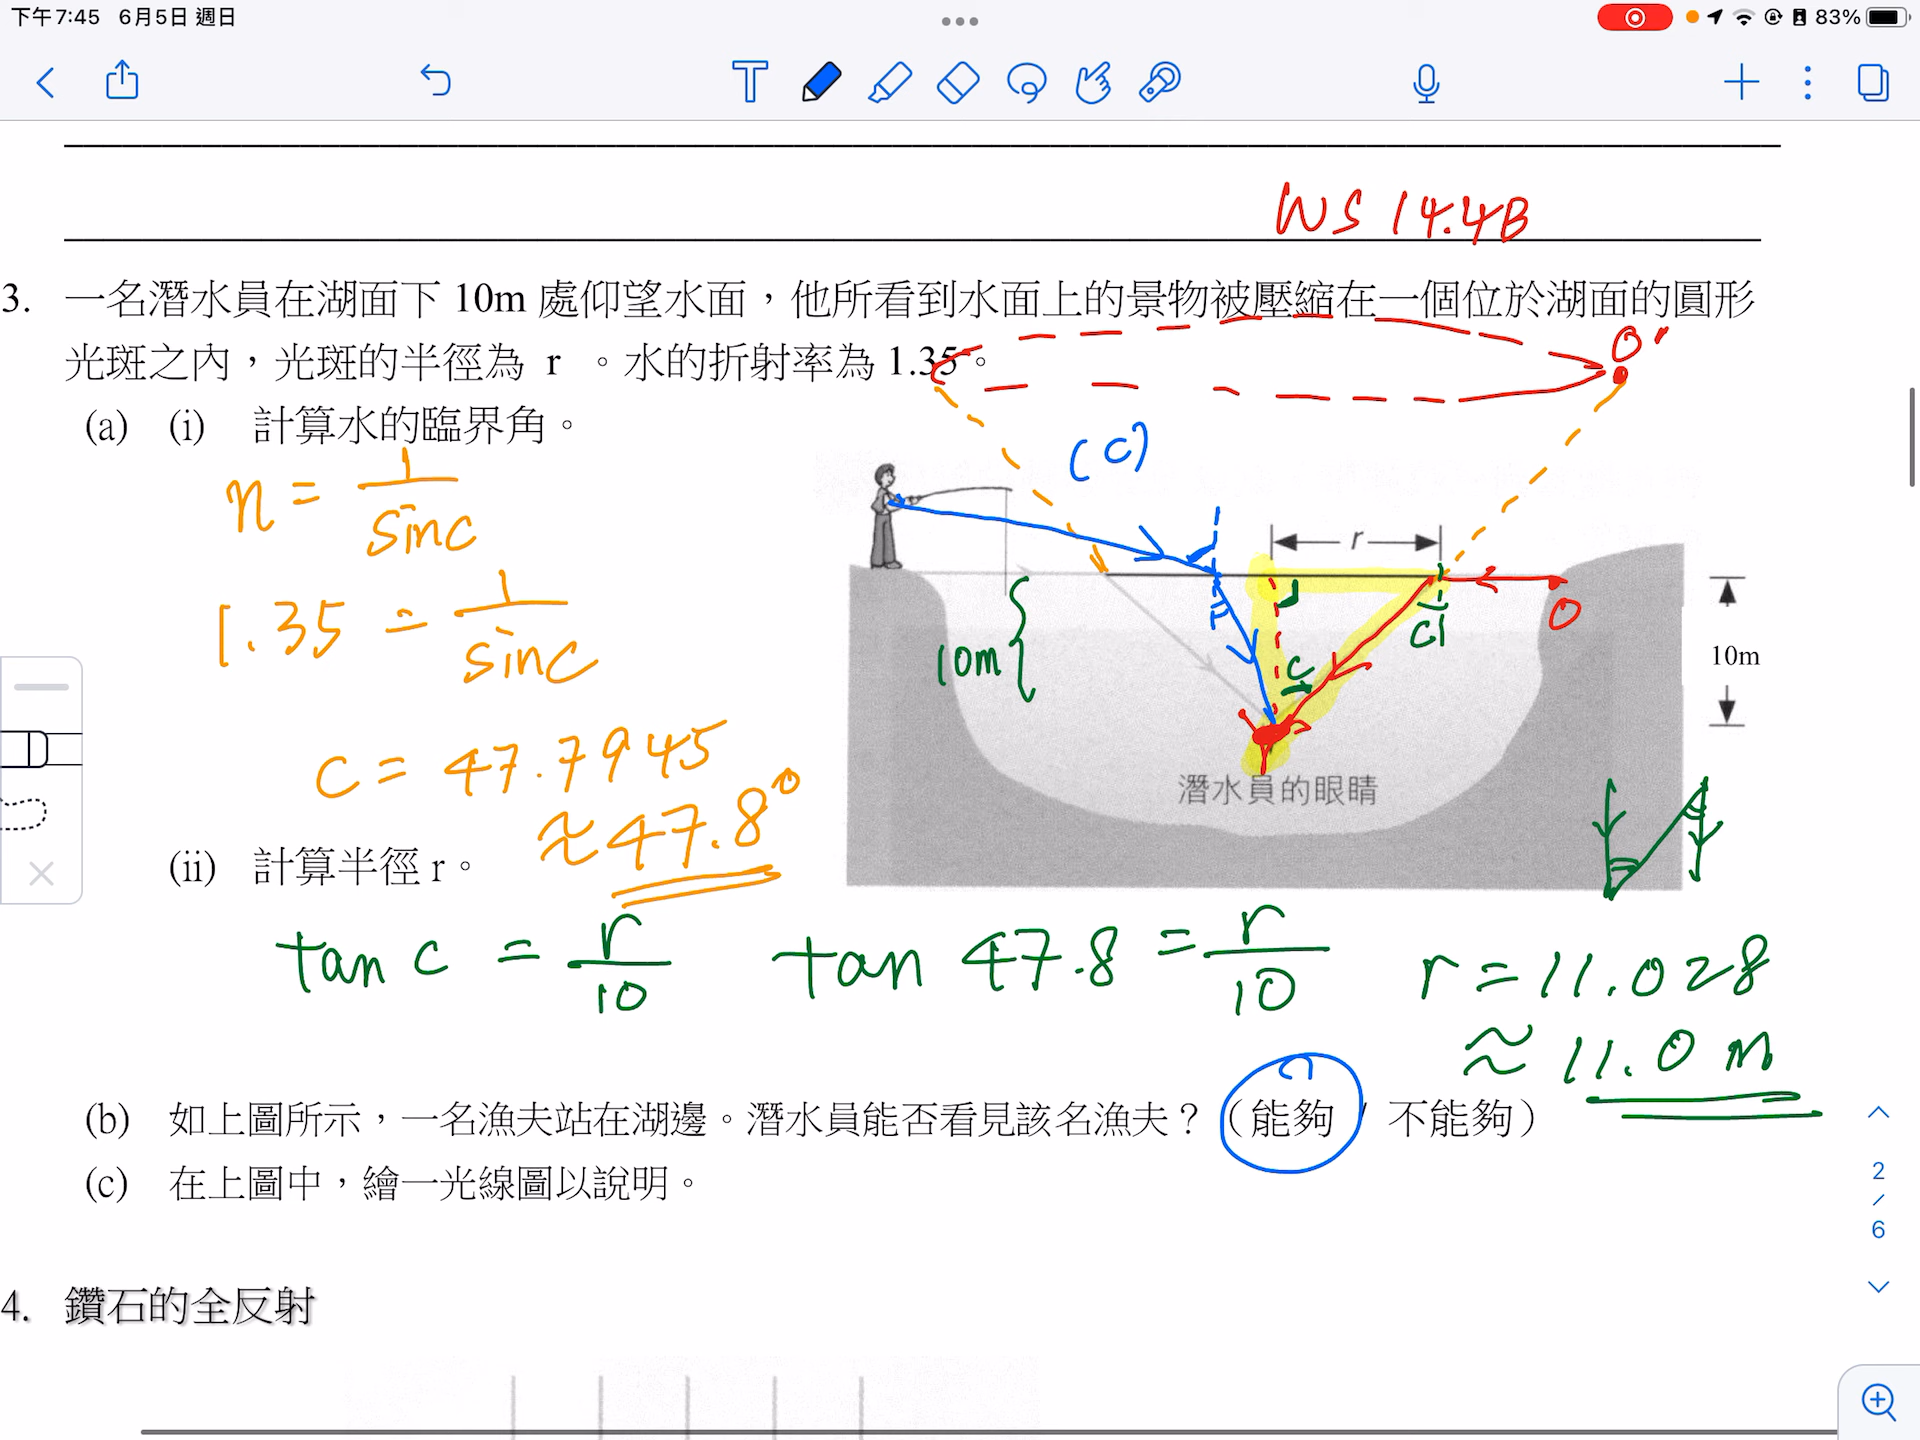 下午7:45 6月5日 週日
83%
WS 14.4B
3. 一名潛水員在湖面下 10m 處仰望水面，他所看到水面上的景物被壓縮在一個位於湖面的圓形
光斑之內，光斑的半徑為 r 。水的折射率為 1.35。
O'
(a) (i) 計算水的臨界角。
(c)
n = 1/sinc
r
1.35 = 1/sinc
O
c
10m
10m
c
c = 47.7945
≈ 47.8°
潛水員的眼睛
(ii) 計算半徑 r。
tan c = r/10
tan 47.8 = r/10
r = 11.028
≈ 11.0 m
(b) 如上圖所示，一名漁夫站在湖邊。潛水員能否看見該名漁夫？（能夠 / 不能夠）
(c) 在上圖中，繪一光線圖以說明。
2
/
6
4. 鑽石的全反射